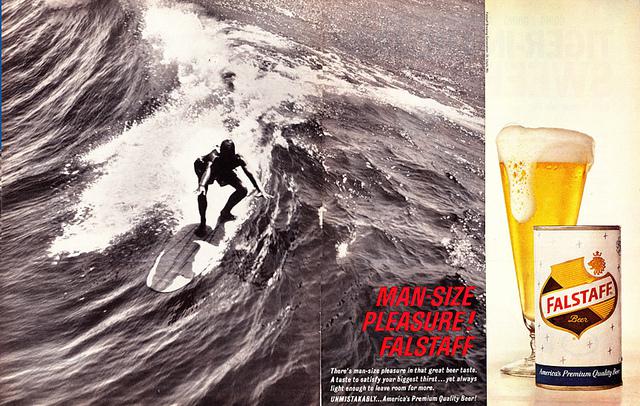 MAN-SIZE
PLEASURE!
FALSTAFF
There's man-size pleasure in that great beer taste.
A taste to satisfy your biggest thirst...yet always
light enough to leave room for more.
UNMISTAKABLY...America's Premium Quality Beer!
FALSTAFF
Beer
America's Premium Quality Beer